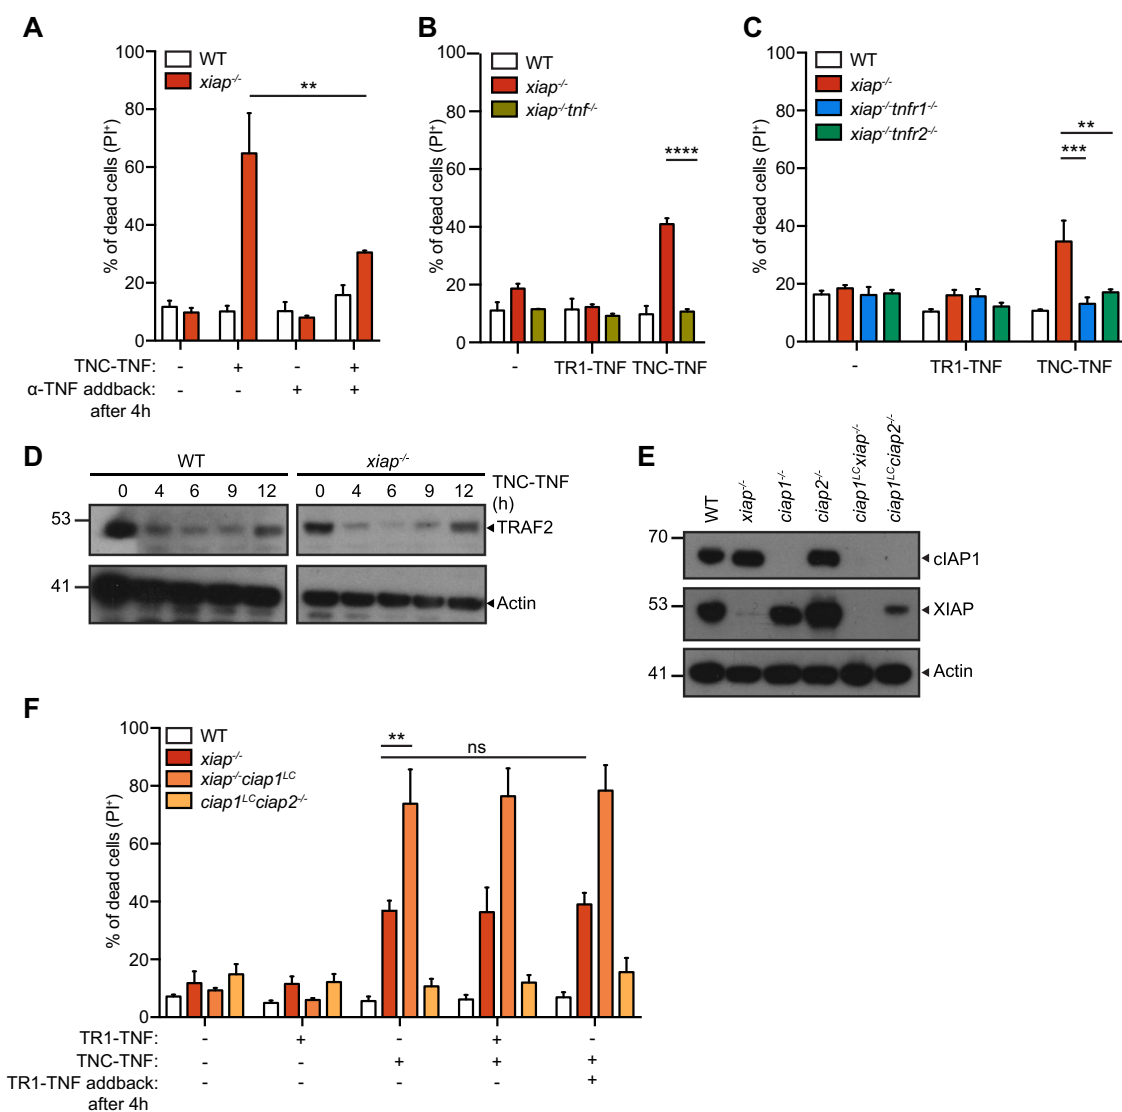 A
100
80
60
40
20
0
% of dead cells (PI+)
WT
xiap-/-
**
TNC-TNF: - + - +
α-TNF addback: - - + +
after 4h
B
100
80
60
40
20
0
% of dead cells (PI+)
WT
xiap-/-
xiap-/-tnf-/-
****
- TR1-TNF TNC-TNF
C
100
80
60
40
20
0
% of dead cells (PI+)
WT
xiap-/-
xiap-/-tnfr1-/-
xiap-/-tnfr2-/-
**
***
- TR1-TNF TNC-TNF
D
WT xiap-/-
0 4 6 9 12 0 4 6 9 12 TNC-TNF
(h)
53 TRAF2
41 Actin
E
WT xiap-/- ciap1-/- ciap2-/- ciap1LCxiap-/- ciap1LCciap2-/-
70 cIAP1
53 XIAP
41 Actin
F
100
80
60
40
20
0
% of dead cells (PI+)
WT
xiap-/-
xiap-/-ciap1LC
ciap1LCciap2-/-
** ns
TR1-TNF: - + - + -
TNC-TNF: - - + + +
TR1-TNF addback: - - - - +
after 4h